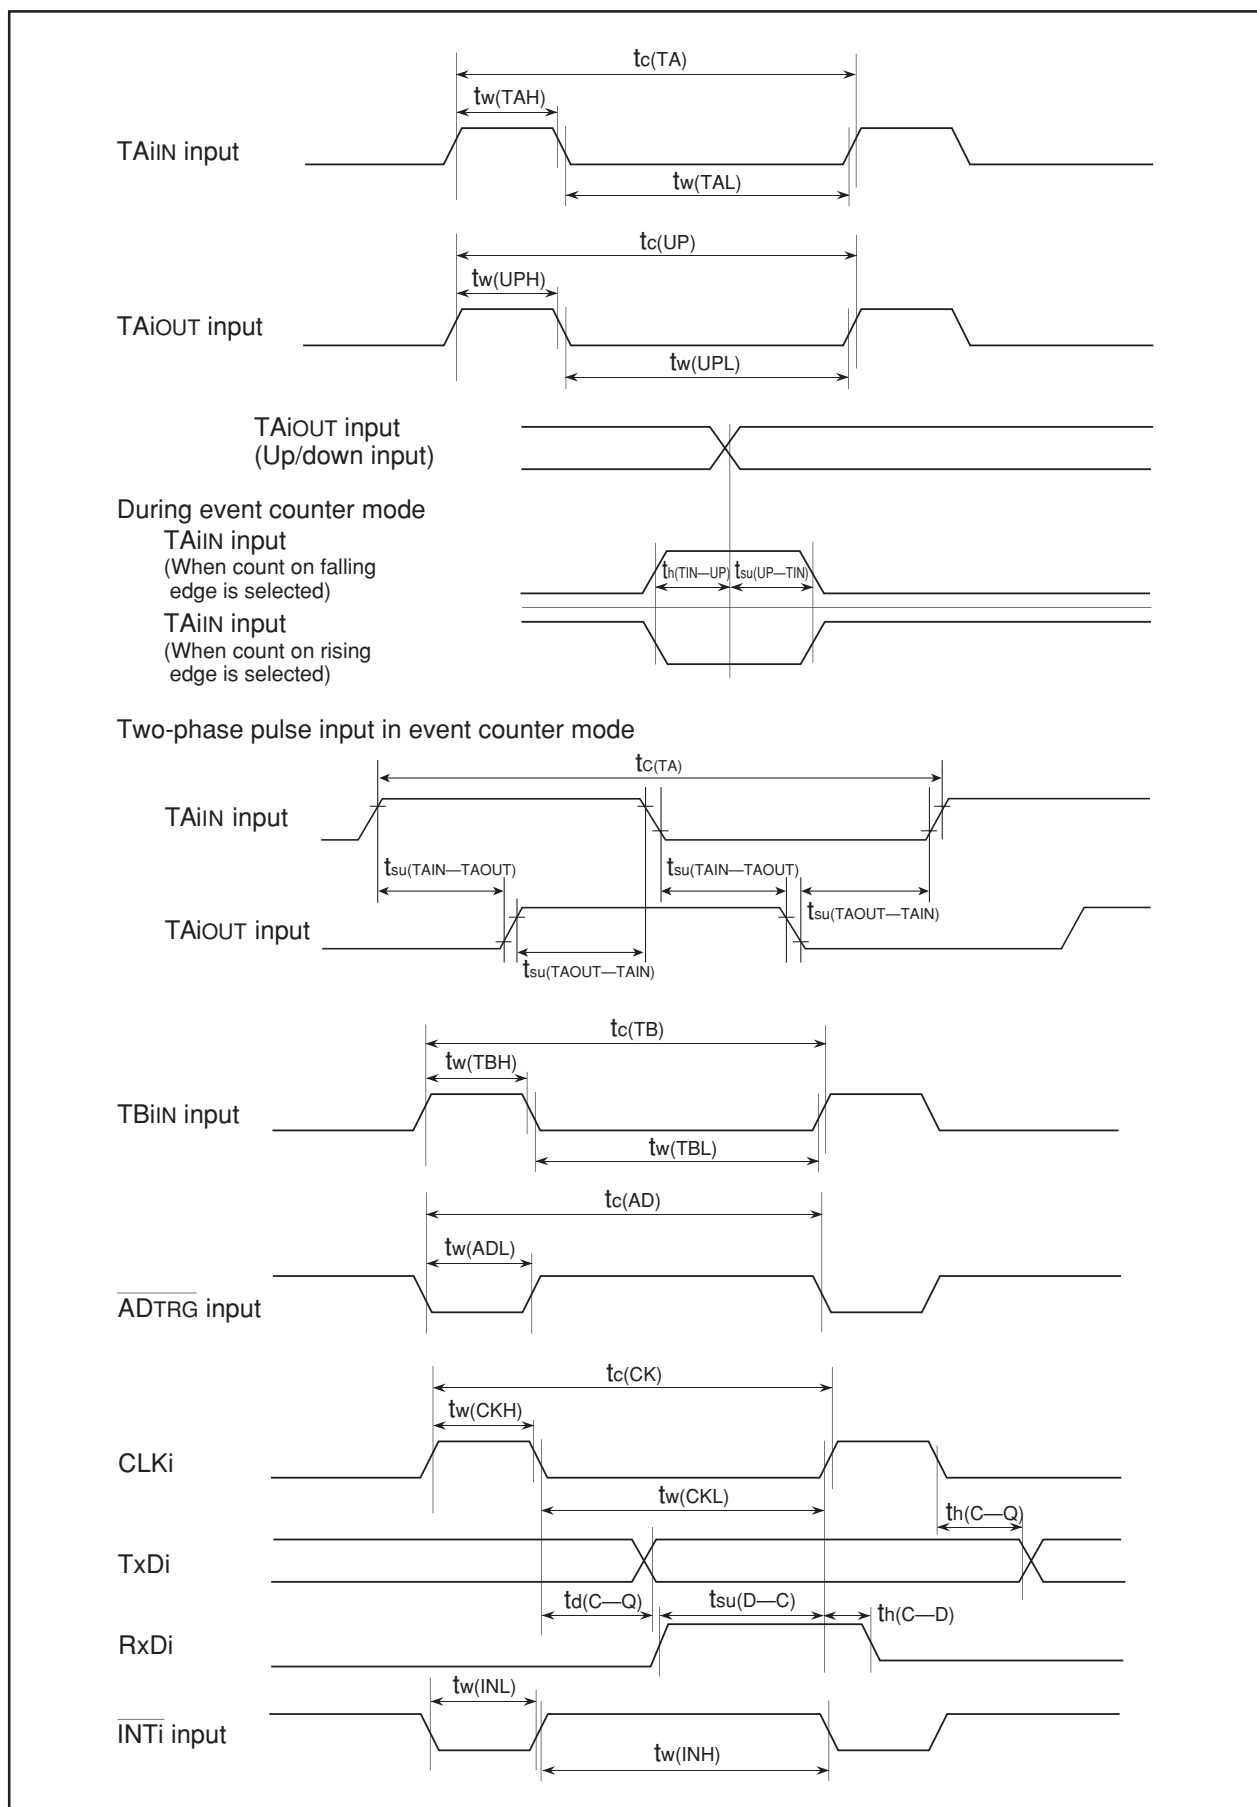 tc(TA)
tw(TAH)
TAiIN input
tw(TAL)
tc(UP)
tw(UPH)
TAiOUT input
tw(UPL)
TAiOUT input
(Up/down input)
During event counter mode
TAiIN input
(When count on falling
edge is selected)
th(TIN—UP) tsu(UP—TIN)
TAiIN input
(When count on rising
edge is selected)
Two-phase pulse input in event counter mode
tC(TA)
TAiIN input
tsu(TAIN—TAOUT) tsu(TAIN—TAOUT)
tsu(TAOUT—TAIN)
TAiOUT input
tsu(TAOUT—TAIN)
tc(TB)
tw(TBH)
TBiIN input
tw(TBL)
tc(AD)
tw(ADL)
ADTRG input
tc(CK)
tw(CKH)
CLKi
tw(CKL)
th(C—Q)
TxDi
td(C—Q) tsu(D—C) th(C—D)
RxDi
tw(INL)
INTi input
tw(INH)